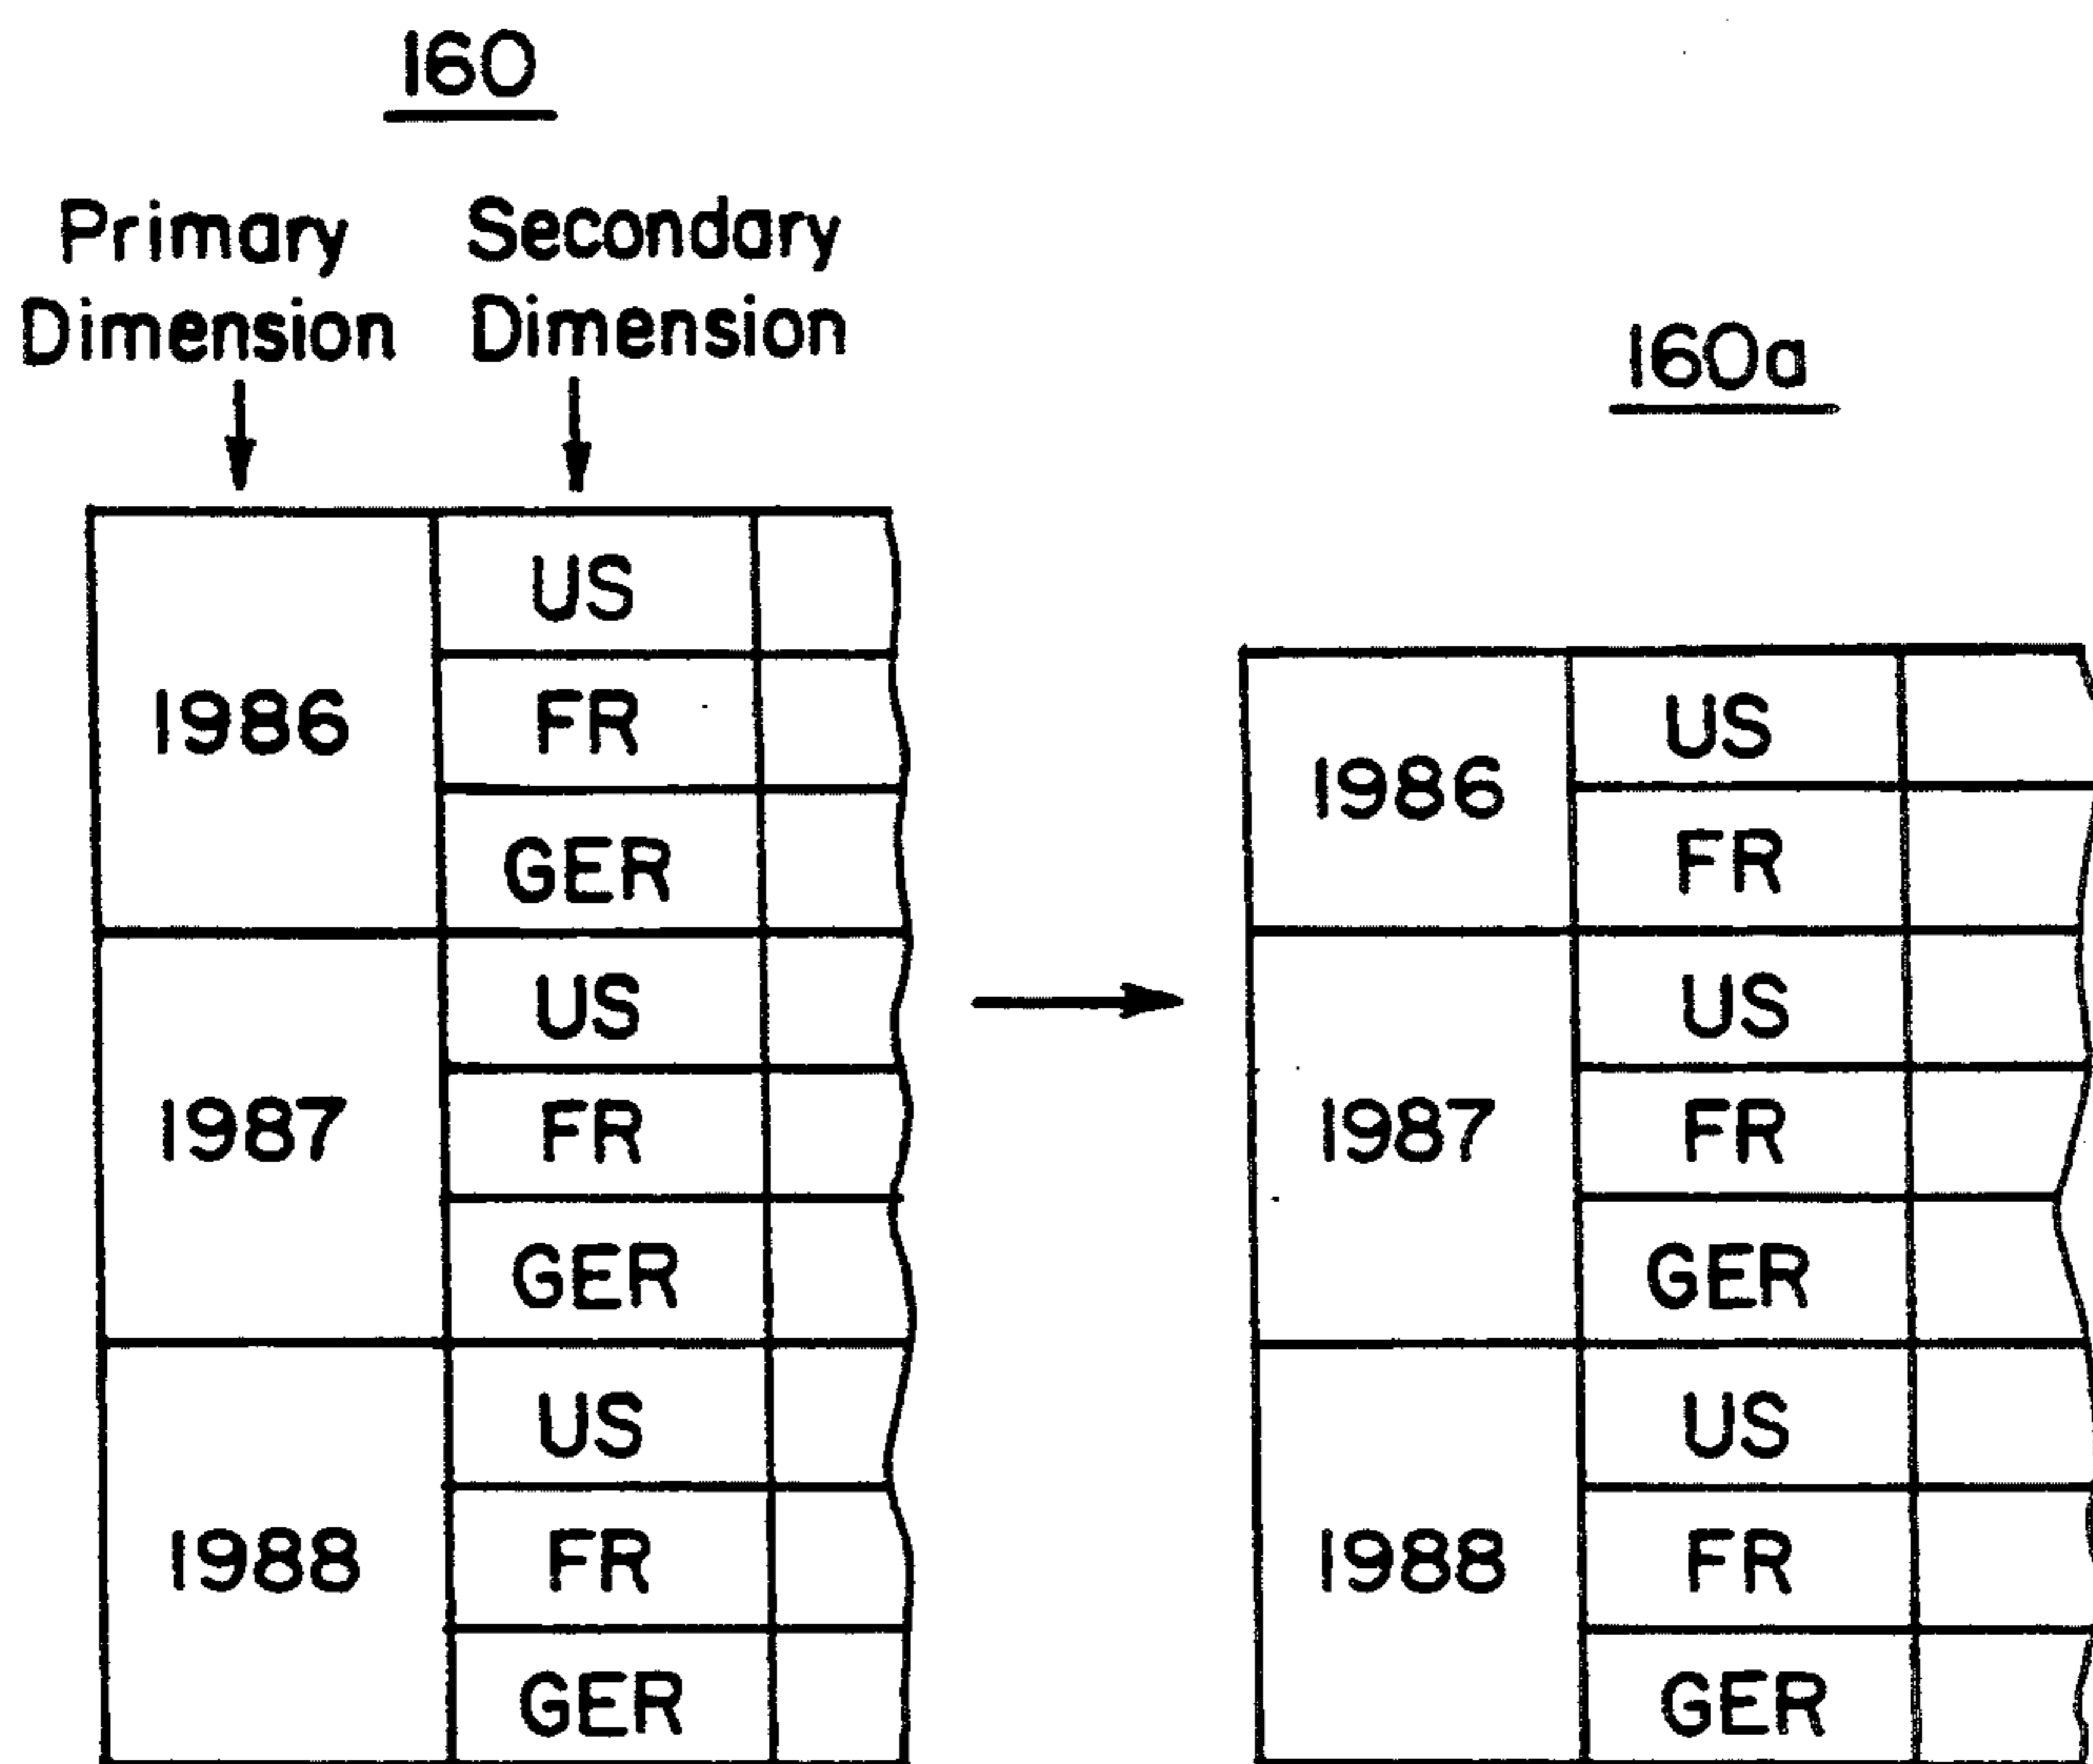 160
Primary Dimension
Secondary Dimension
1986
US
FR
GER
1987
US
FR
GER
1988
US
FR
GER
160a
1986
US
FR
1987
US
FR
GER
1988
US
FR
GER